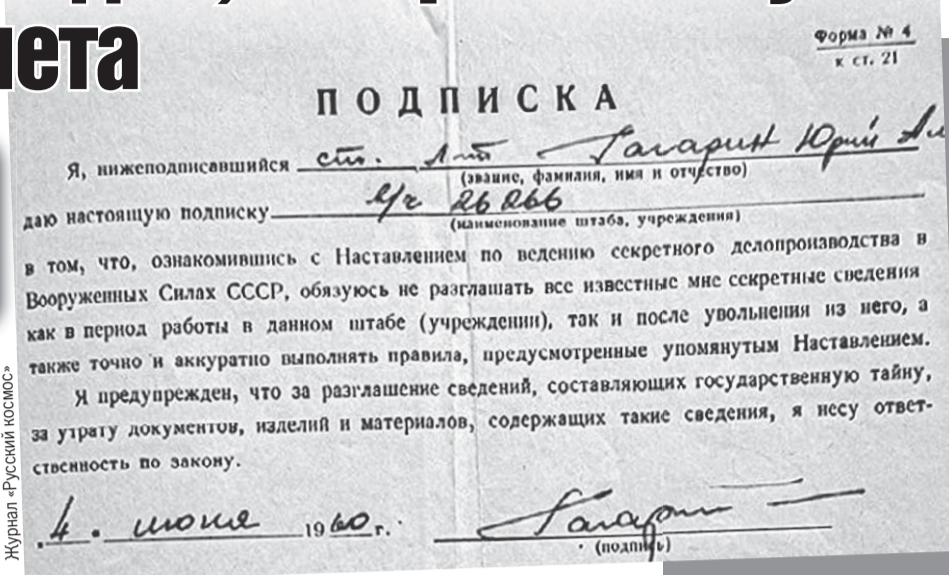 лета
Форма № 4
к ст. 21
ПОДПИСКА
Я, нижеподписавшийся ст. л-т Гагарин Юрий Ал
(звание, фамилия, имя и отчество)
даю настоящую подписку в/ч 26266
(наименование штаба, учреждения)
в том, что, ознакомившись с Наставлением по ведению секретного делопроизводства в
Вооруженных Силах СССР, обязуюсь не разглашать все известные мне секретные сведения
как в период работы в данном штабе (учреждении), так и после увольнения из него, а
также точно и аккуратно выполнять правила, предусмотренные упомянутым Наставлением.
Я предупрежден, что за разглашение сведений, составляющих государственную тайну,
за утрату документов, изделий и материалов, содержащих такие сведения, я несу ответ-
ственность по закону.
4. июня 1960 г. Гагарин
(подпись)
Журнал «Русский космос»